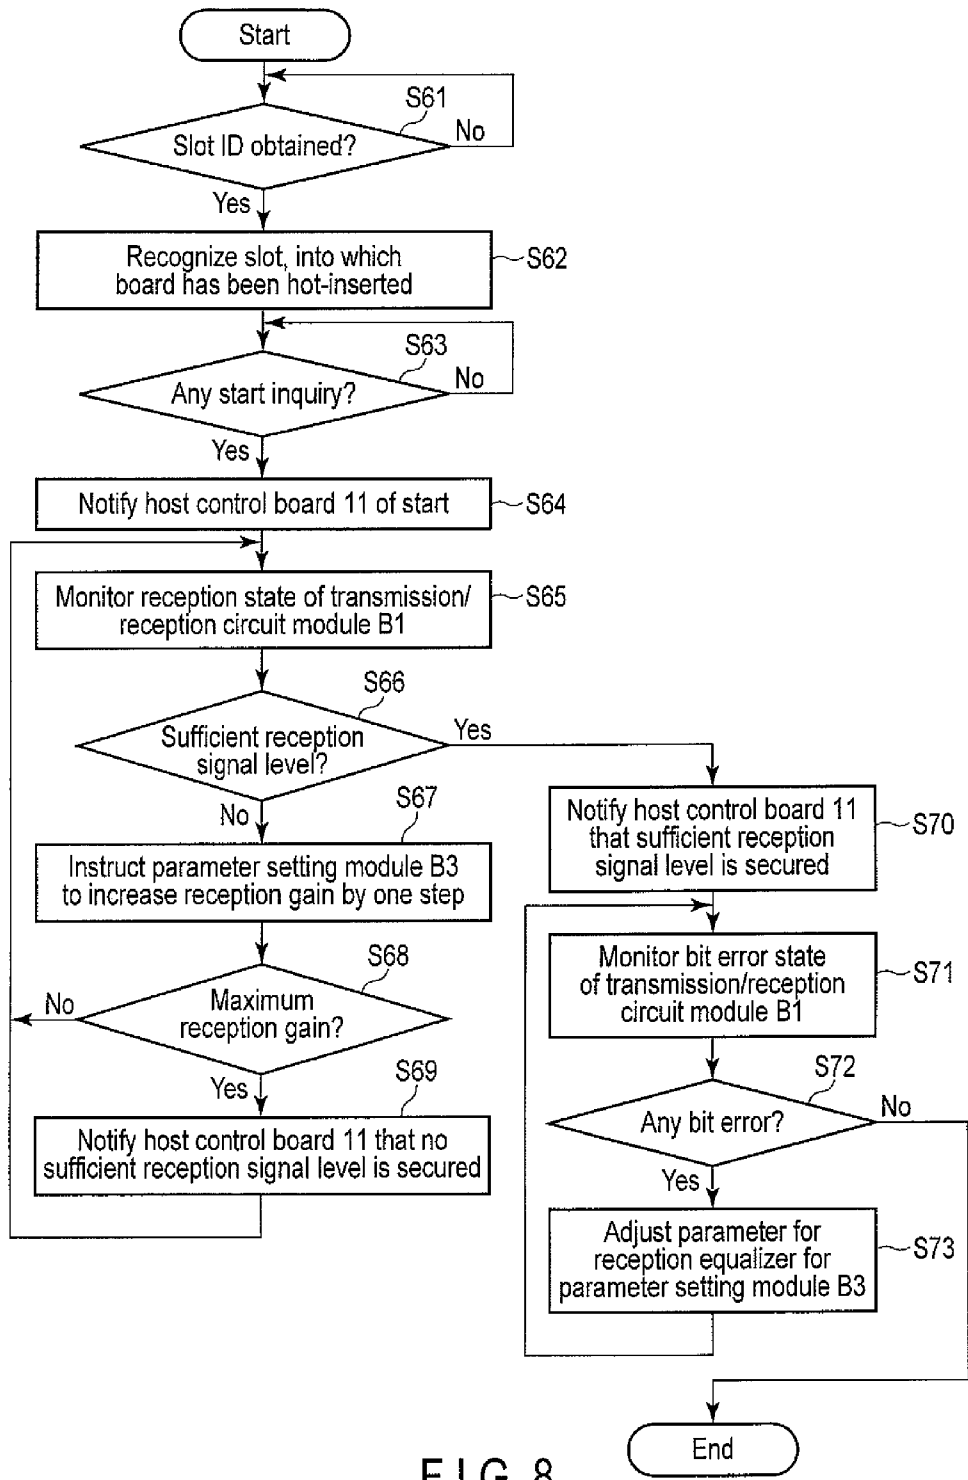 Start
S61
Slot ID obtained?
No
Yes
Recognize slot, into which
board has been hot-inserted
S62
S63
Any start inquiry?
No
Yes
Notify host control board 11 of start
S64
Monitor reception state of transmission/
reception circuit module B1
S65
S66
Sufficient reception
signal level?
Yes
No
S67
Instruct parameter setting module B3
to increase reception gain by one step
S68
Maximum
reception gain?
No
Yes
S69
Notify host control board 11 that no
sufficient reception signal level is secured
Notify host control board 11
that sufficient reception
signal level is secured
S70
Monitor bit error state
of transmission/reception
circuit module B1
S71
S72
Any bit error?
No
Yes
Adjust parameter for
reception equalizer for
parameter setting module B3
S73
End
FIG. 8